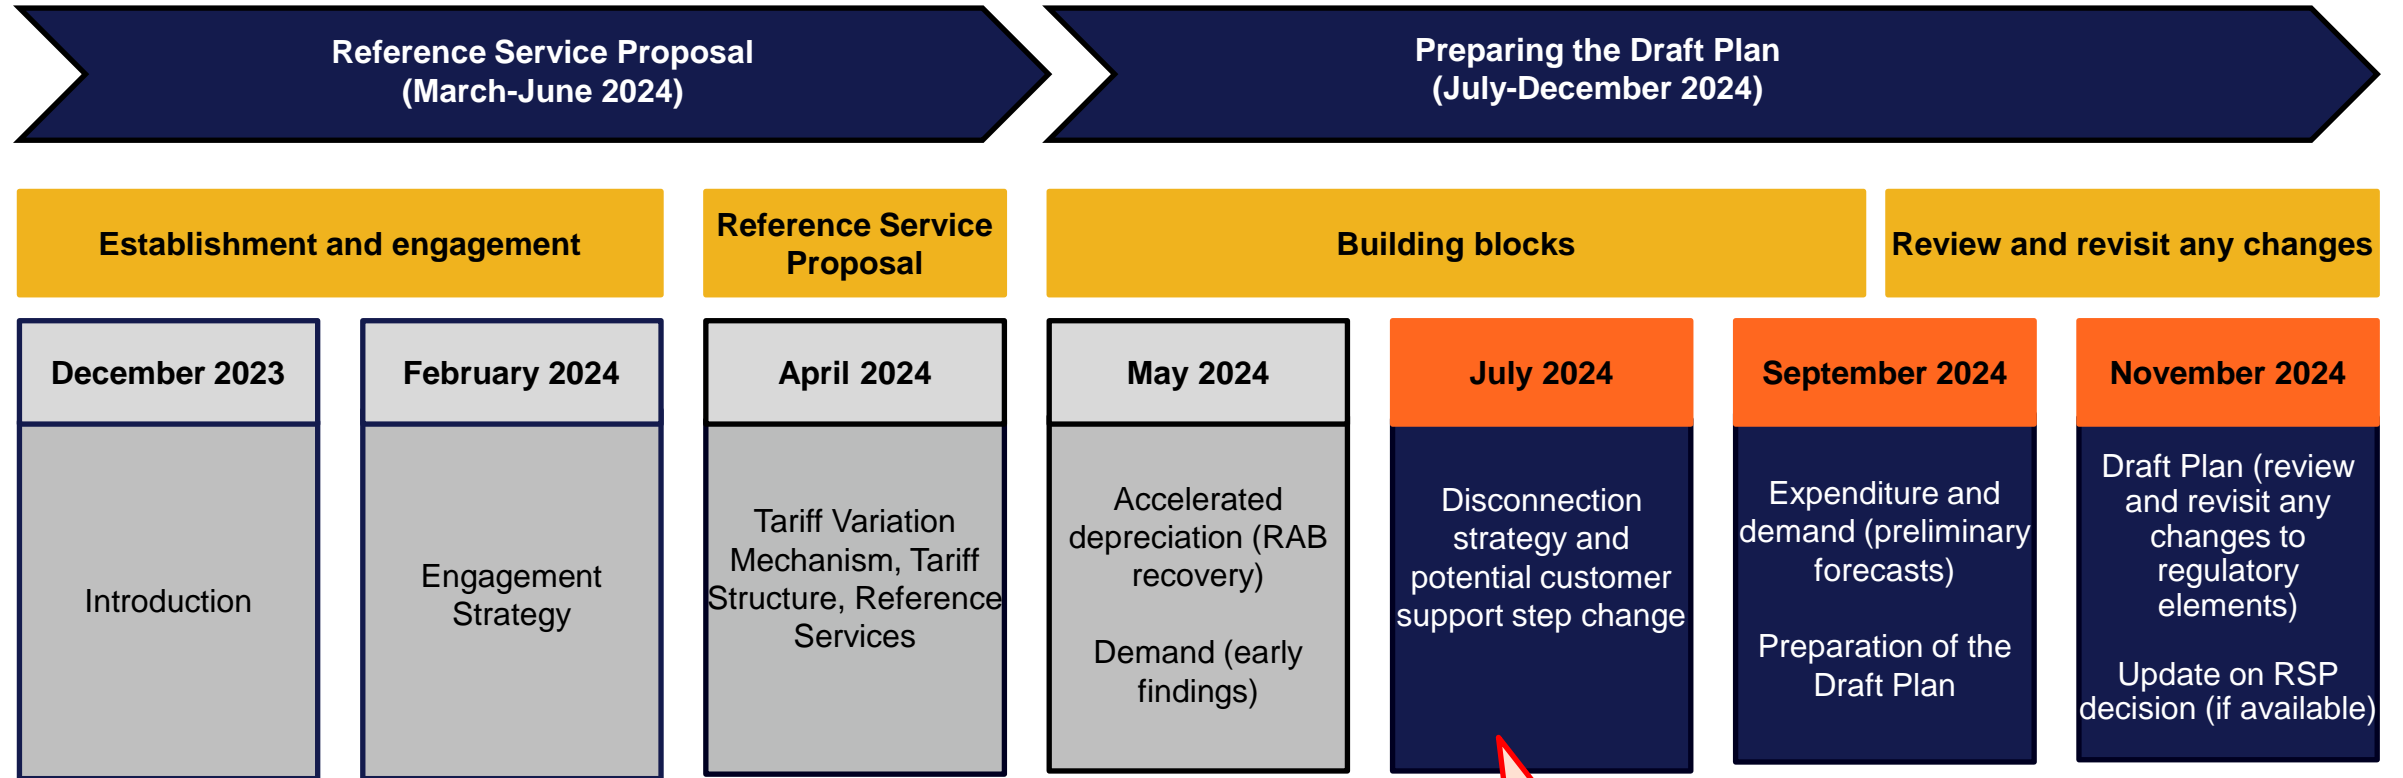 Reference Service Proposal
(March-June 2024)
Preparing the Draft Plan
(July-December 2024)
Establishment and engagement
Reference Service
Proposal
Building blocks
Review and revisit any changes
December 2023
February 2024
April 2024
May 2024
July 2024
September 2024
November 2024
Introduction
Engagement
Strategy
Tariff Variation
Mechanism, Tariff
Structure, Reference
Services
Accelerated
depreciation (RAB
recovery)
Demand (early
findings)
Disconnection
strategy and
potential customer
support step change
Expenditure and
demand (preliminary
forecasts)
Preparation of the
Draft Plan
Draft Plan (review
and revisit any
changes to
regulatory
elements)
Update on RSP
decision (if available)